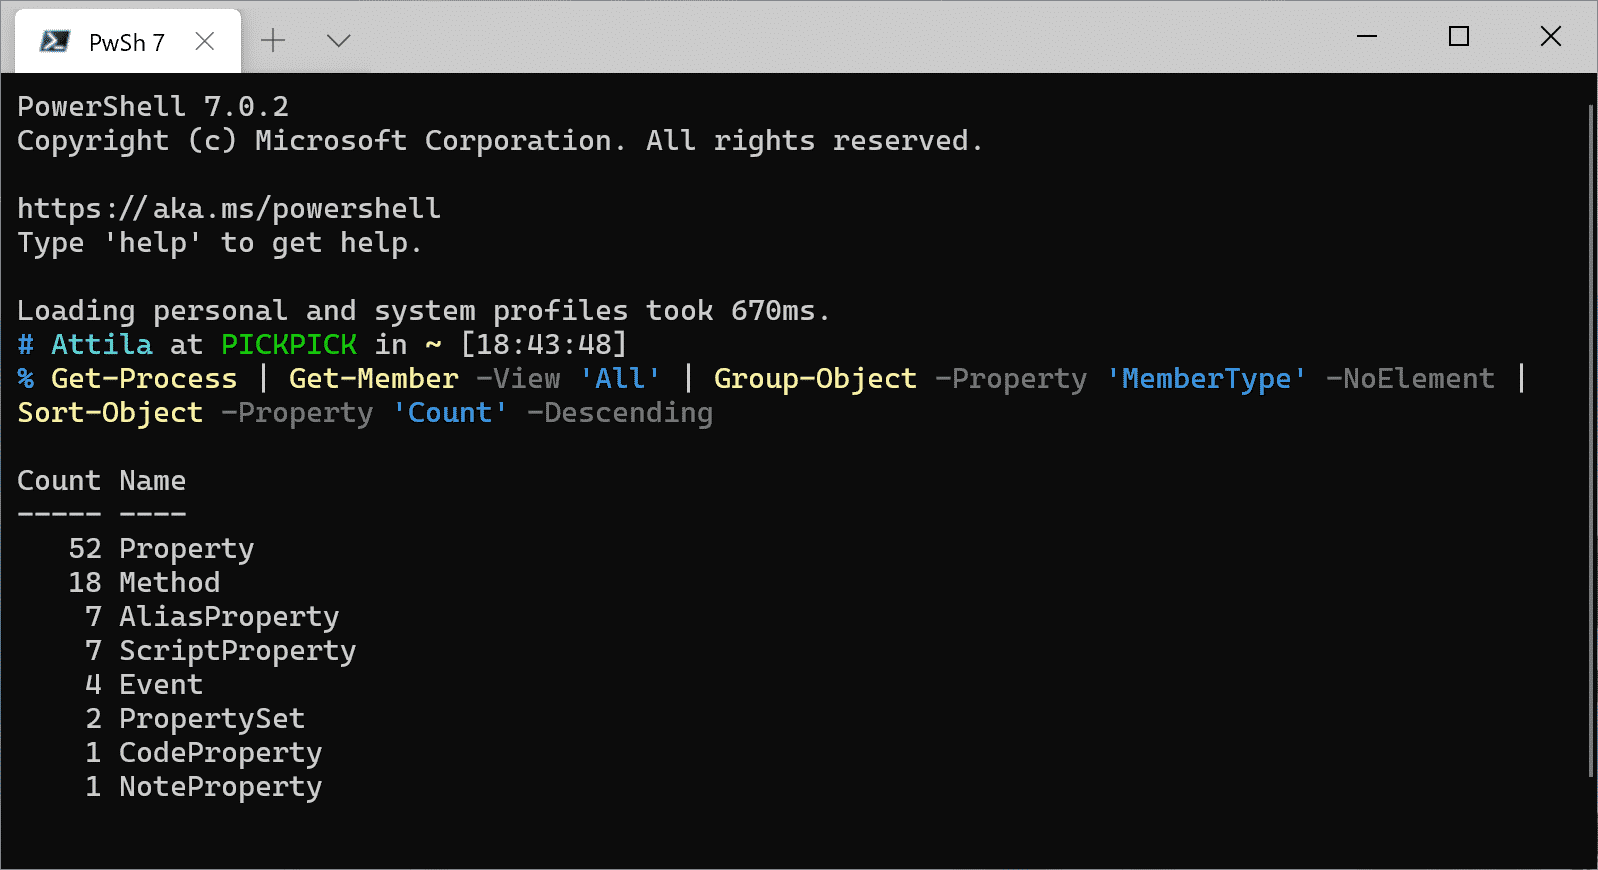 PwSh 7
PowerShell 7.0.2
Copyright (c) Microsoft Corporation. All rights reserved.
https://aka.ms/powershell
Type 'help' to get help.
Loading personal and system profiles took 670ms.
# Attila at PICKPICK in ~ [18:43:48]
% Get-Process | Get-Member -View 'All' | Group-Object -Property 'MemberType' -NoElement |
Sort-Object -Property 'Count' -Descending
Count Name
----- ----
   52 Property
   18 Method
    7 AliasProperty
    7 ScriptProperty
    4 Event
    2 PropertySet
    1 CodeProperty
    1 NoteProperty